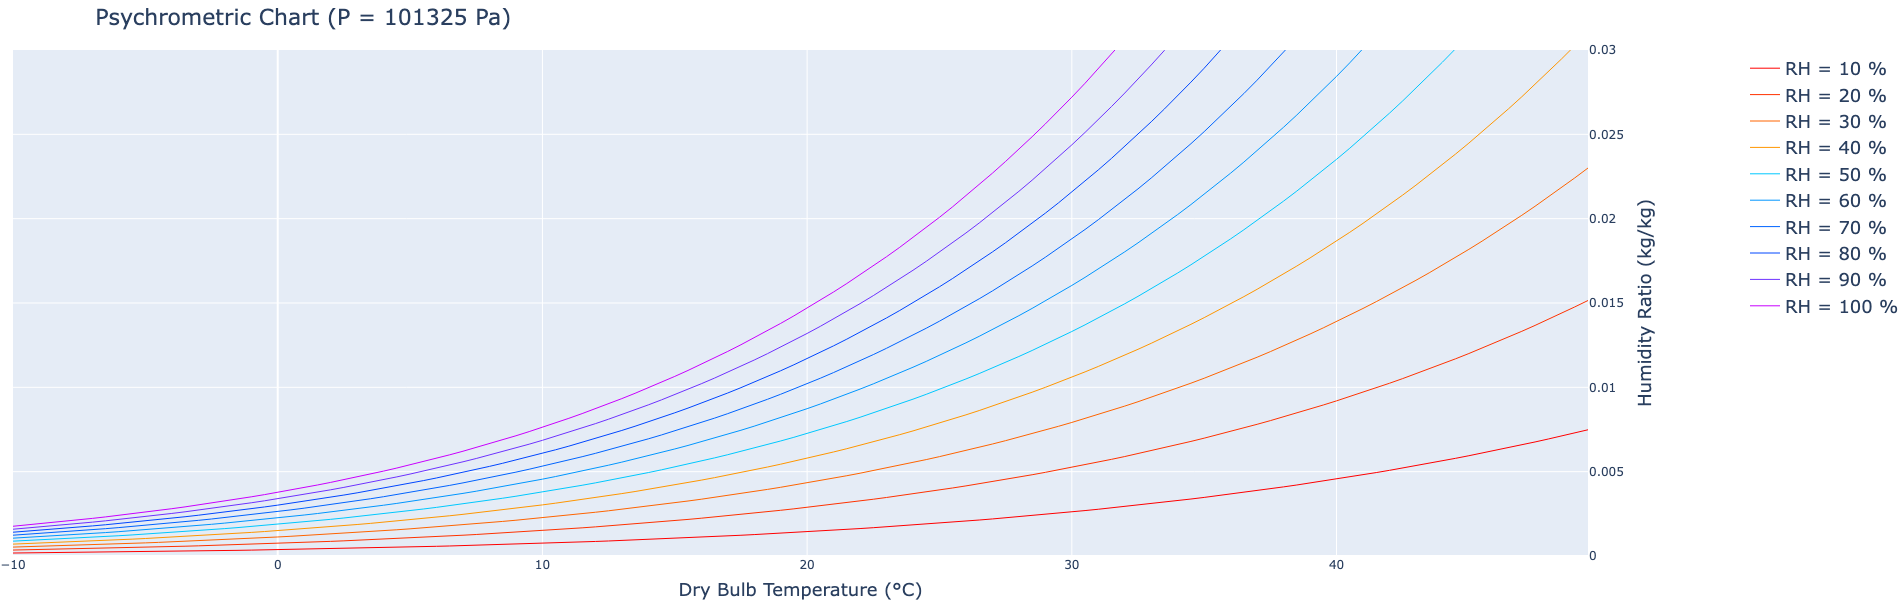 Psychrometric Chart (P = 101325 Pa)
0.03
0.025
0.02
0.015
0.01
0.005
0
Humidity Ratio (kg/kg)
−10
0
10
20
30
40
Dry Bulb Temperature (°C)
RH = 10 %
RH = 20 %
RH = 30 %
RH = 40 %
RH = 50 %
RH = 60 %
RH = 70 %
RH = 80 %
RH = 90 %
RH = 100 %